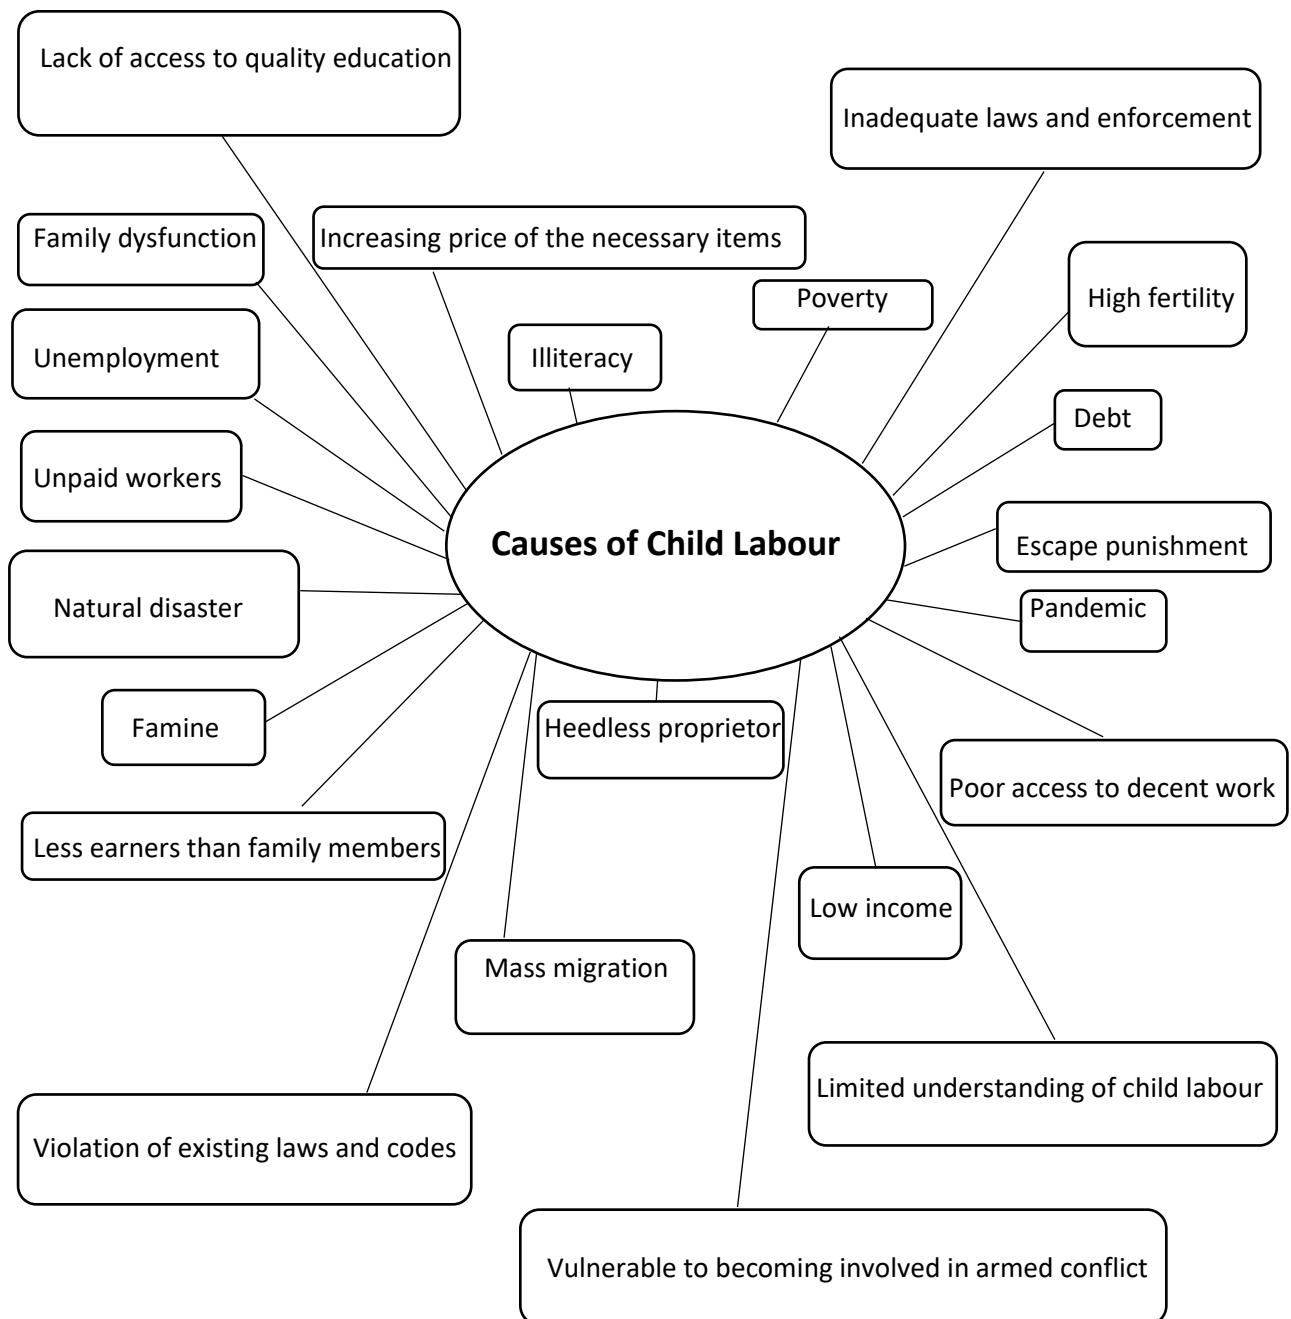 Lack of access to quality education
Inadequate laws and enforcement
Family dysfunction
Increasing price of the necessary items
Poverty
High fertility
Unemployment
Illiteracy
Debt
Unpaid workers
Causes of Child Labour
Escape punishment
Natural disaster
Pandemic
Famine
Heedless proprietor
Poor access to decent work
Less earners than family members
Low income
Mass migration
Limited understanding of child labour
Violation of existing laws and codes
Vulnerable to becoming involved in armed conflict